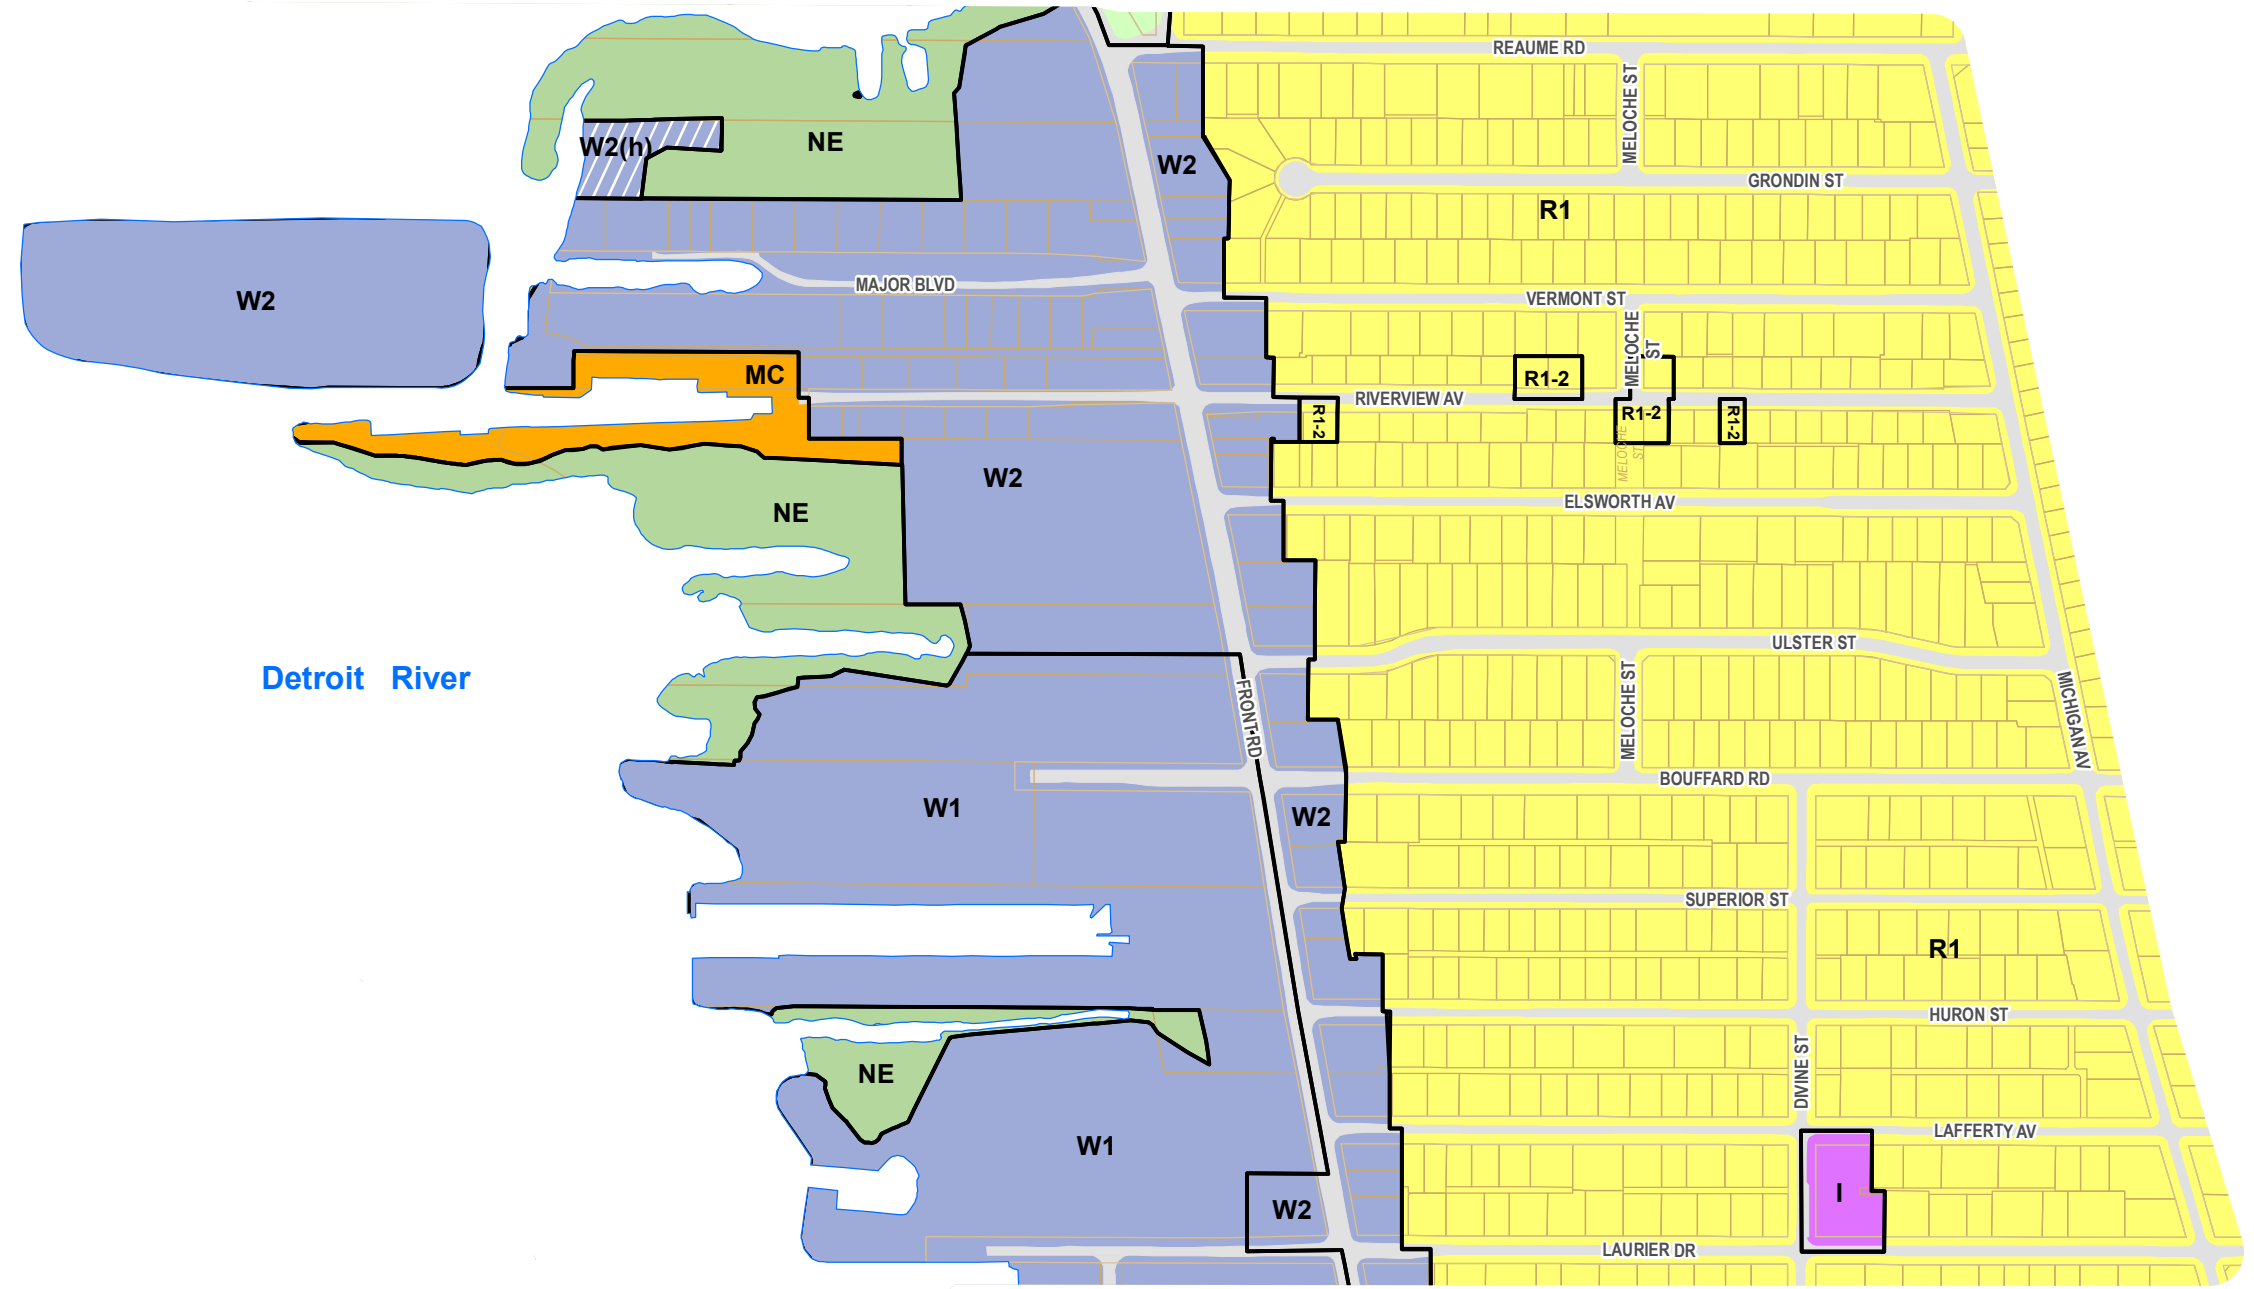 REAUME RD
MELOCHE ST
W2(h)
NE
W2
GRONDIN ST
R1
W2
MAJOR BLVD
VERMONT ST
MELOCHE
ST
MC
R1-2
RIVERVIEW AV
R1-2
R1-2
R1-2
MELOCHE
ST
W2
NE
ELSWORTH AV
ULSTER ST
Detroit River
FRONT RD
MELOCHE ST
MICHIGAN AV
BOUFFARD RD
W1
W2
SUPERIOR ST
R1
HURON ST
NE
DIVINE ST
LAFFERTY AV
W1
I
W2
LAURIER DR